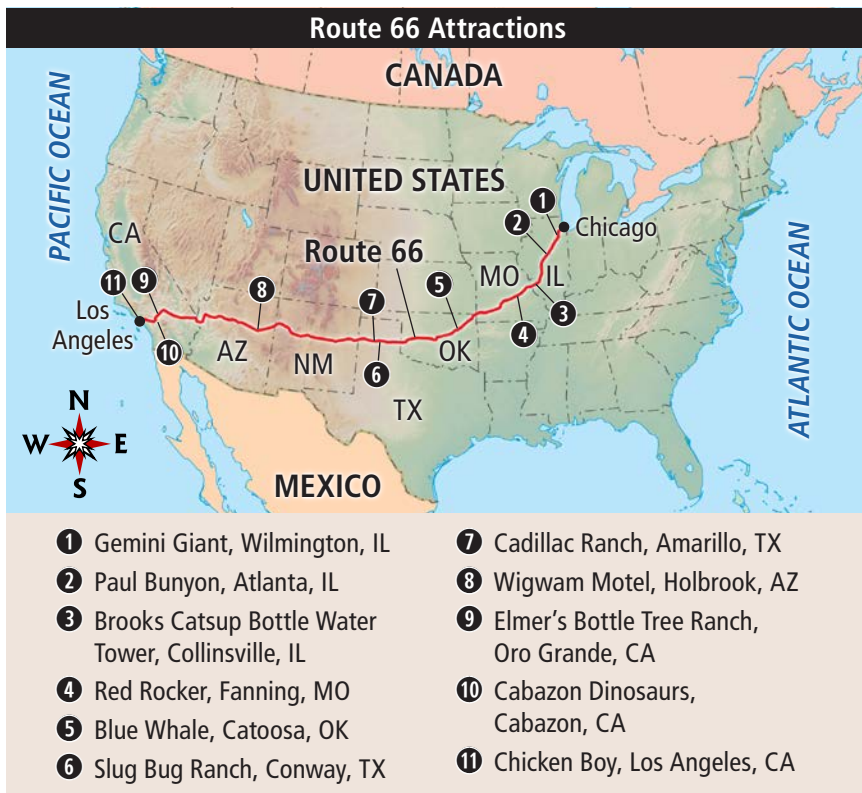 Route 66 Attractions
CANADA
PACIFIC OCEAN
UNITED STATES
ATLANTIC OCEAN
1
2
Chicago
CA
Route 66
MO
IL
11
9
8
7
5
4
3
Los
Angeles
10
AZ
NM
6
OK
TX
N
W
E
S
MEXICO
1 Gemini Giant, Wilmington, IL
2 Paul Bunyon, Atlanta, IL
3 Brooks Catsup Bottle Water
Tower, Collinsville, IL
4 Red Rocker, Fanning, MO
5 Blue Whale, Catoosa, OK
6 Slug Bug Ranch, Conway, TX
7 Cadillac Ranch, Amarillo, TX
8 Wigwam Motel, Holbrook, AZ
9 Elmer's Bottle Tree Ranch,
Oro Grande, CA
10 Cabazon Dinosaurs,
Cabazon, CA
11 Chicken Boy, Los Angeles, CA